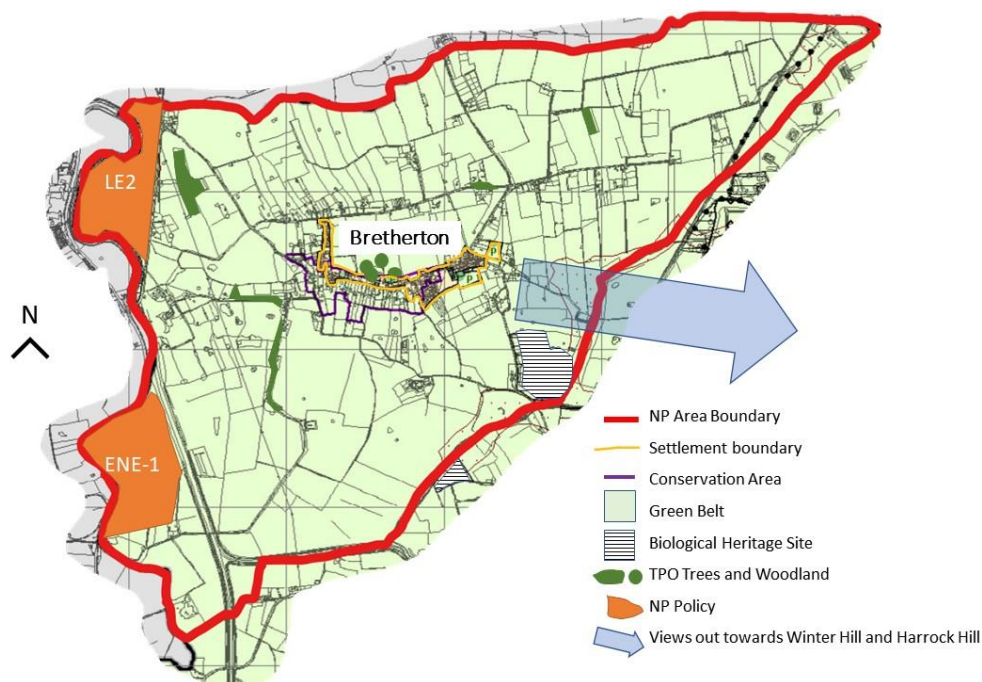 LE2
Bretherton
P
P
N
ENE-1
NP Area Boundary
Settlement boundary
Conservation Area
Green Belt
Biological Heritage Site
TPO Trees and Woodland
NP Policy
Views out towards Winter Hill and Harrock Hill